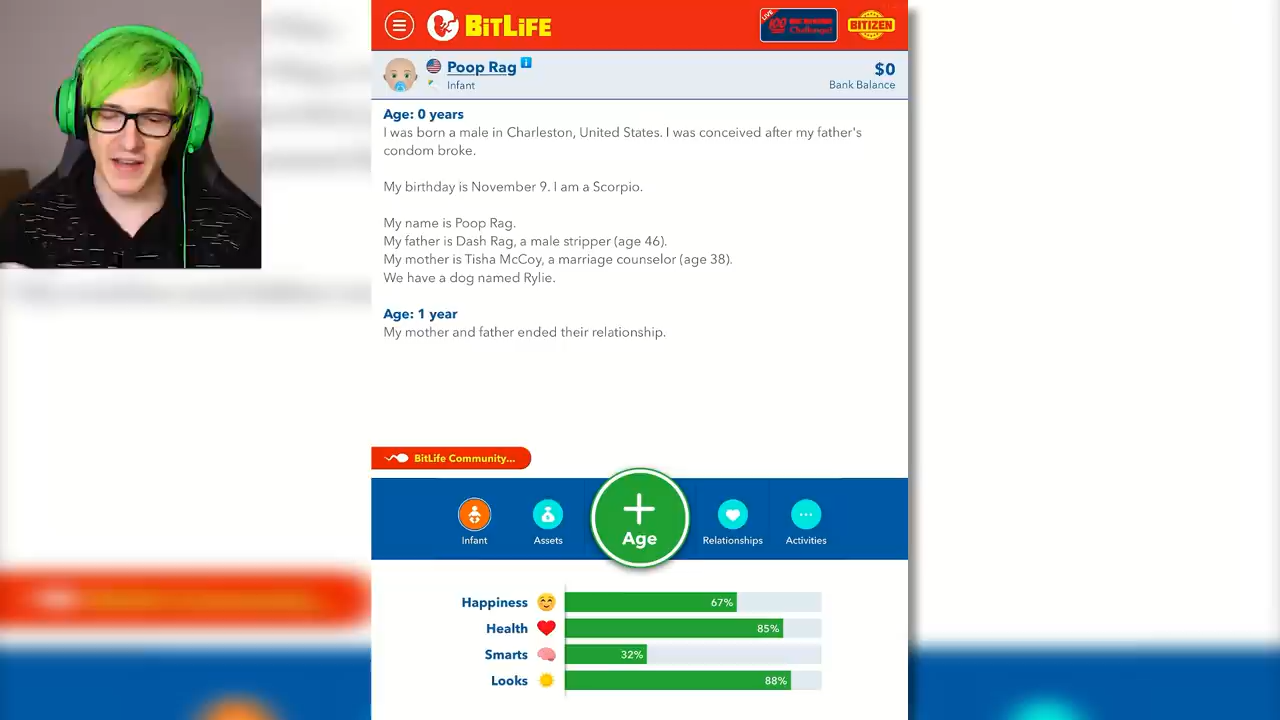 BITLIFE
LIVE
Challenge!
BITIZEN
Poop Rag
$0
Infant
Bank Balance
Age: 0 years
I was born a male in Charleston, United States. I was conceived after my father's
condom broke.
My birthday is November 9. I am a Scorpio.
My name is Poop Rag.
My father is Dash Rag, a male stripper (age 46).
My mother is Tisha McCoy, a marriage counselor (age 38).
We have a dog named Rylie.
Age: 1 year
My mother and father ended their relationship.
BitLife Community...
Infant
Assets
Age
Relationships
Activities
Happiness 67%
Health 85%
Smarts 32%
Looks 88%